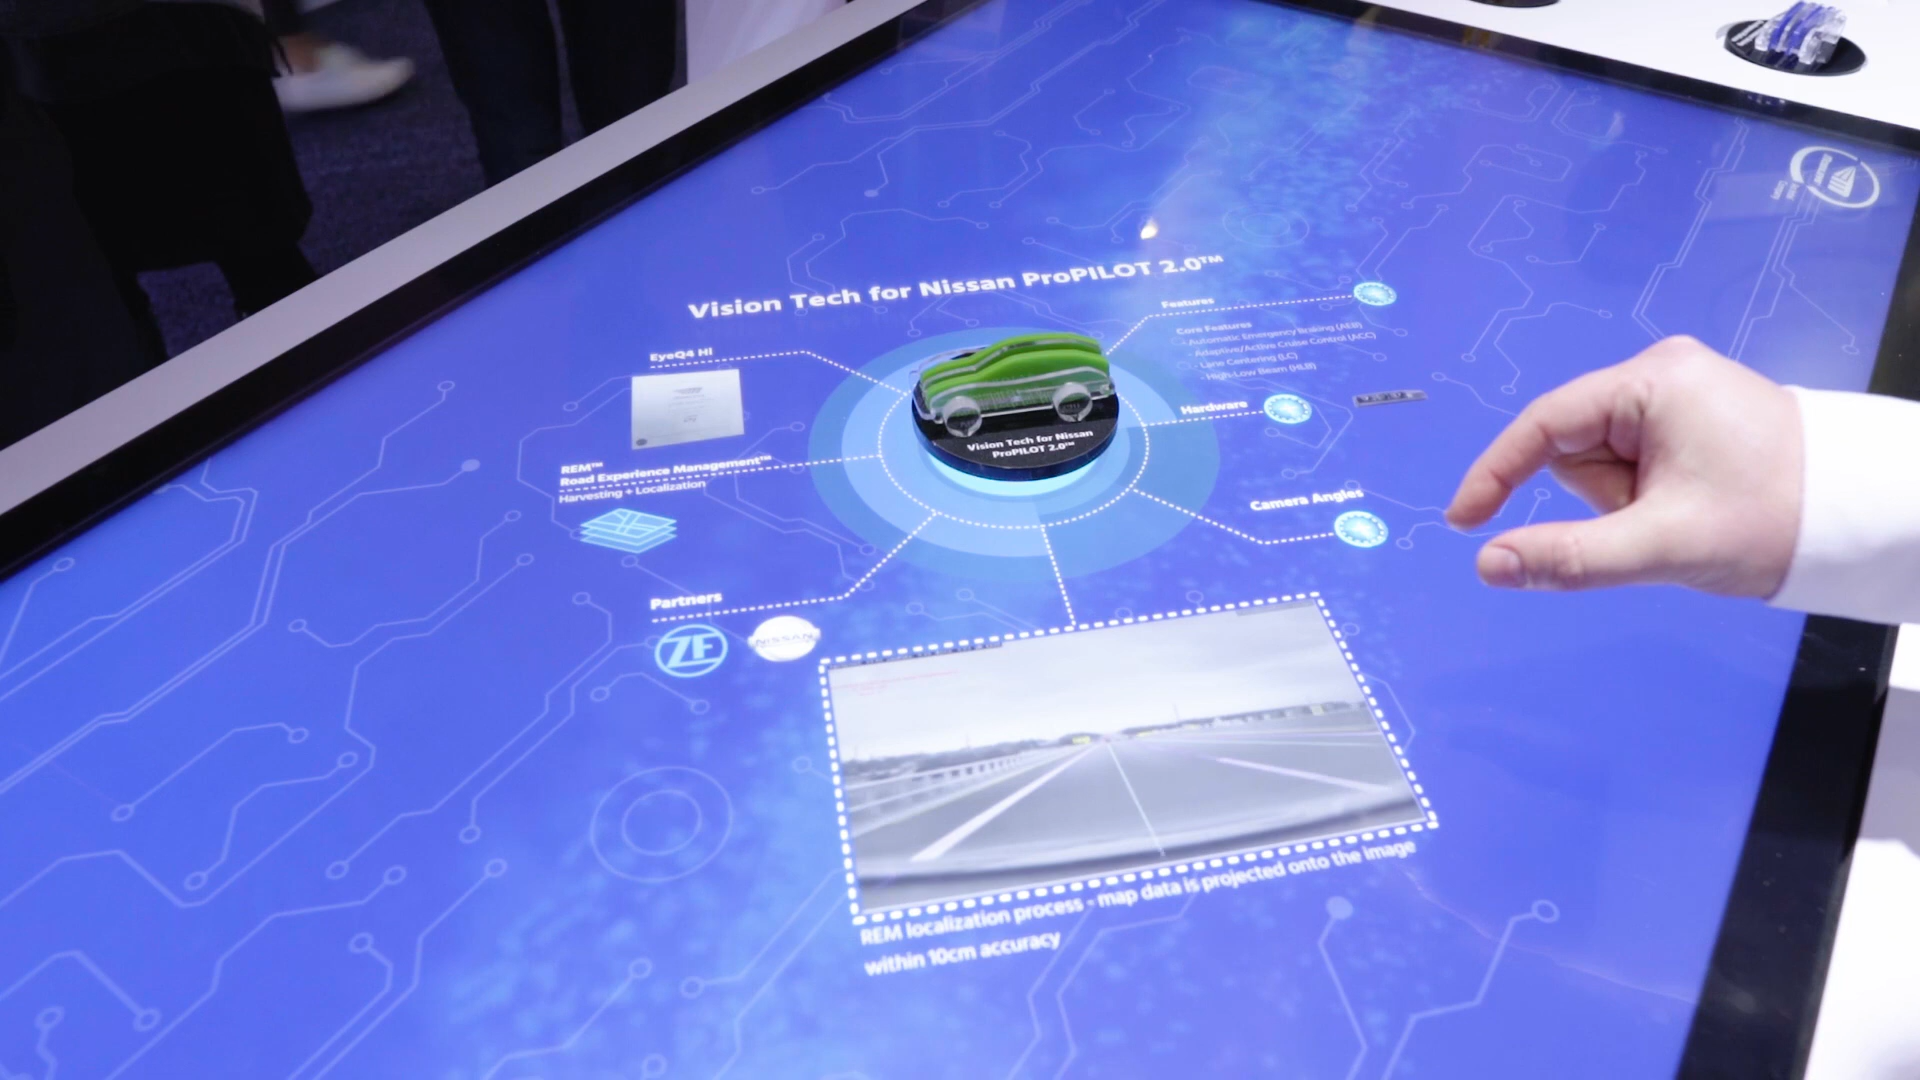 Vision Tech for Nissan ProPILOT 2.0™
EyeQ4 HI
Features
Core Features
- Automatic Emergency Braking (AEB)
- Adaptive/Active Cruise Control (ACC)
- Lane Centering (LC)
- High-Low Beam (HLB)
Hardware
Vision Tech for Nissan
ProPILOT 2.0™
REM™
Road Experience Management™
Harvesting + Localization
Camera Angles
Partners
ZF
NISSAN
REM localization process - map data is projected onto the image
within 10cm accuracy